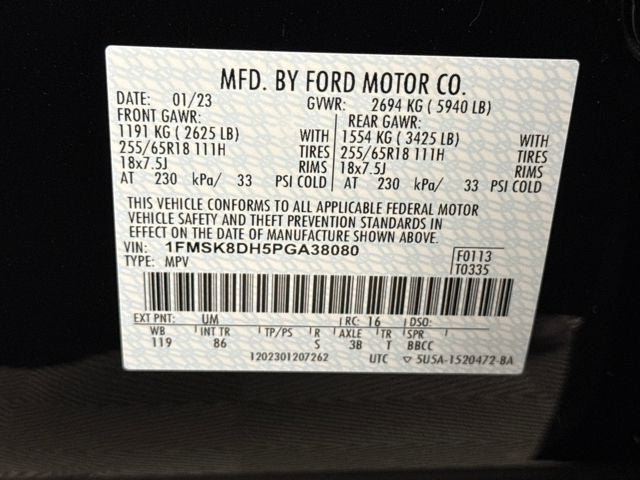 MFD. BY FORD MOTOR CO.
DATE: 01/23 GVWR: 2694 KG ( 5940 LB)
FRONT GAWR: REAR GAWR:
1191 KG ( 2625 LB) WITH 1554 KG ( 3425 LB) WITH
255/65R18 111H TIRES 255/65R18 111H TIRES
18x7.5J RIMS 18x7.5J RIMS
AT 230 kPa/ 33 PSI COLD AT 230 kPa/ 33 PSI COLD
THIS VEHICLE CONFORMS TO ALL APPLICABLE FEDERAL MOTOR
VEHICLE SAFETY AND THEFT PREVENTION STANDARDS IN
EFFECT ON THE DATE OF MANUFACTURE SHOWN ABOVE.
VIN: 1FMSK8DH5PGA38080 F0113
TYPE: MPV T0335
EXT PNT: UM RC: 16 DSO:
WB INT TR TP/PS R AXLE TR SPR
119 86 S 3B T BBCC
1202301207262 UTC ▽ 5U5A-1520472-BA